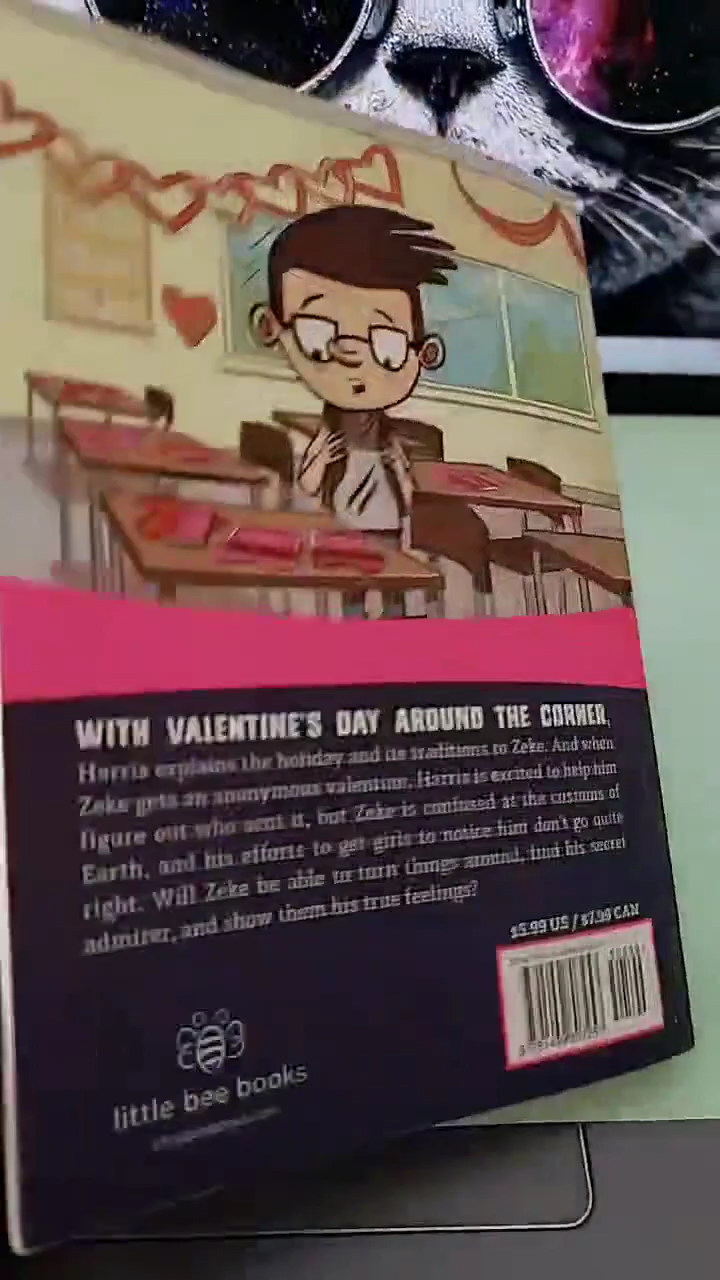 WITH VALENTINE'S DAY AROUND THE CORNER,
Harris explains the holiday and its traditions to Zeke. And when
Zeke gets an anonymous valentine, Harris is excited to help him
figure out who sent it, but Zeke is confused at the customs of
Earth, and his efforts to get girls to notice him don't go quite
right. Will Zeke be able to turn things around, find his secret
admirer, and show them his true feelings?
$5.99 US / $7.99 CAN
little bee books